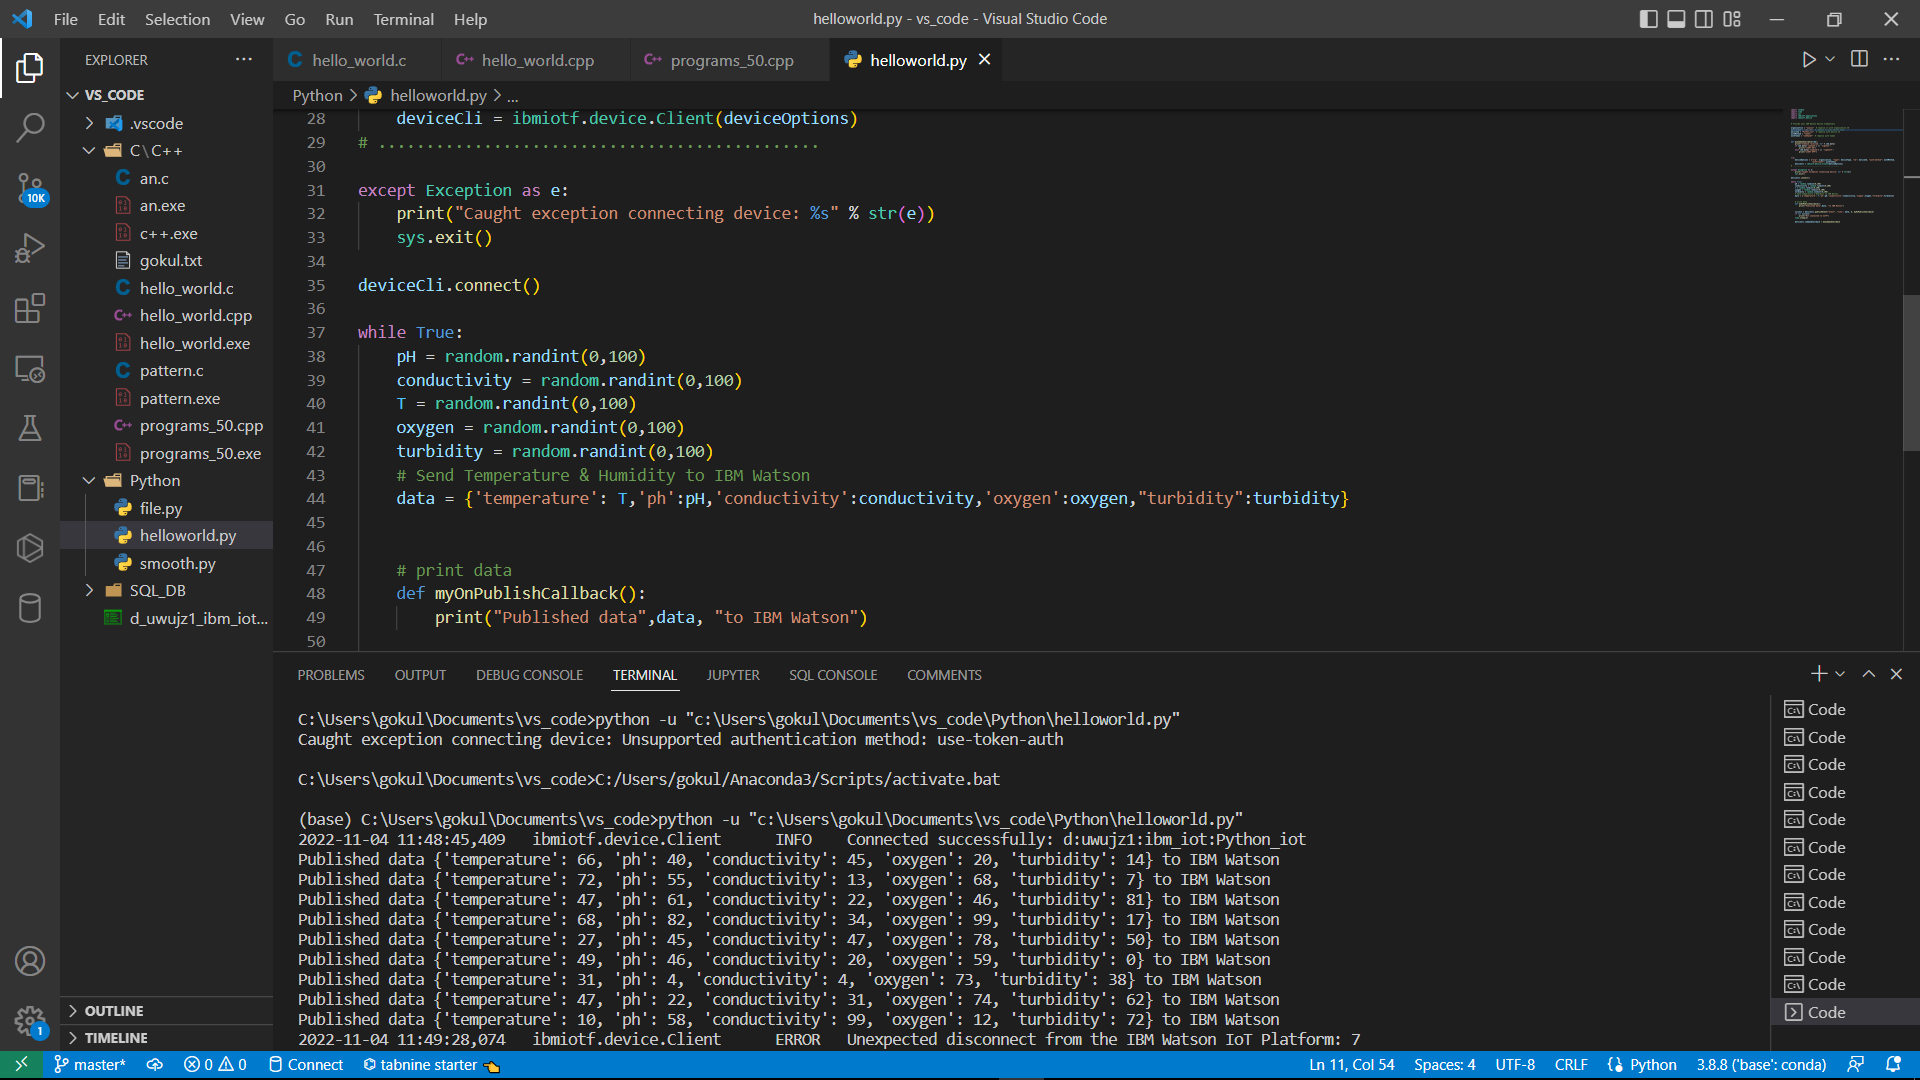 File Edit Selection View Go Run Terminal Help
helloworld.py - vs_code - Visual Studio Code
EXPLORER
hello_world.c
hello_world.cpp
programs_50.cpp
helloworld.py
VS_CODE
Python > helloworld.py > ...
.vscode
C\C++
an.c
an.exe
c++.exe
gokul.txt
hello_world.c
hello_world.cpp
hello_world.exe
pattern.c
pattern.exe
programs_50.cpp
programs_50.exe
Python
file.py
helloworld.py
smooth.py
SQL_DB
d_uwujz1_ibm_iot...
OUTLINE
TIMELINE
10K
1
28 deviceCli = ibmiotf.device.Client(deviceOptions)
29 # ..............................................
30
31 except Exception as e:
32 print("Caught exception connecting device: %s" % str(e))
33 sys.exit()
34
35 deviceCli.connect()
36
37 while True:
38 pH = random.randint(0,100)
39 conductivity = random.randint(0,100)
40 T = random.randint(0,100)
41 oxygen = random.randint(0,100)
42 turbidity = random.randint(0,100)
43 # Send Temperature & Humidity to IBM Watson
44 data = {'temperature': T,'ph':pH,'conductivity':conductivity,'oxygen':oxygen,"turbidity":turbidity}
45
46
47 # print data
48 def myOnPublishCallback():
49 print("Published data",data, "to IBM Watson")
50
PROBLEMS OUTPUT DEBUG CONSOLE TERMINAL JUPYTER SQL CONSOLE COMMENTS
C:\Users\gokul\Documents\vs_code>python -u "c:\Users\gokul\Documents\vs_code\Python\helloworld.py"
Caught exception connecting device: Unsupported authentication method: use-token-auth
C:\Users\gokul\Documents\vs_code>C:/Users/gokul/Anaconda3/Scripts/activate.bat
(base) C:\Users\gokul\Documents\vs_code>python -u "c:\Users\gokul\Documents\vs_code\Python\helloworld.py"
2022-11-04 11:48:45,409 ibmiotf.device.Client INFO Connected successfully: d:uwujz1:ibm_iot:Python_iot
Published data {'temperature': 66, 'ph': 40, 'conductivity': 45, 'oxygen': 20, 'turbidity': 14} to IBM Watson
Published data {'temperature': 72, 'ph': 55, 'conductivity': 13, 'oxygen': 68, 'turbidity': 7} to IBM Watson
Published data {'temperature': 47, 'ph': 61, 'conductivity': 22, 'oxygen': 46, 'turbidity': 81} to IBM Watson
Published data {'temperature': 68, 'ph': 82, 'conductivity': 34, 'oxygen': 99, 'turbidity': 17} to IBM Watson
Published data {'temperature': 27, 'ph': 45, 'conductivity': 47, 'oxygen': 78, 'turbidity': 50} to IBM Watson
Published data {'temperature': 49, 'ph': 46, 'conductivity': 20, 'oxygen': 59, 'turbidity': 0} to IBM Watson
Published data {'temperature': 31, 'ph': 4, 'conductivity': 4, 'oxygen': 73, 'turbidity': 38} to IBM Watson
Published data {'temperature': 47, 'ph': 22, 'conductivity': 31, 'oxygen': 74, 'turbidity': 62} to IBM Watson
Published data {'temperature': 10, 'ph': 58, 'conductivity': 99, 'oxygen': 12, 'turbidity': 72} to IBM Watson
2022-11-04 11:49:28,074 ibmiotf.device.Client ERROR Unexpected disconnect from the IBM Watson IoT Platform: 7
Code
Code
Code
Code
Code
Code
Code
Code
Code
Code
Code
Code
master* 0 0 Connect tabnine starter Ln 11, Col 54 Spaces: 4 UTF-8 CRLF Python 3.8.8 ('base': conda)